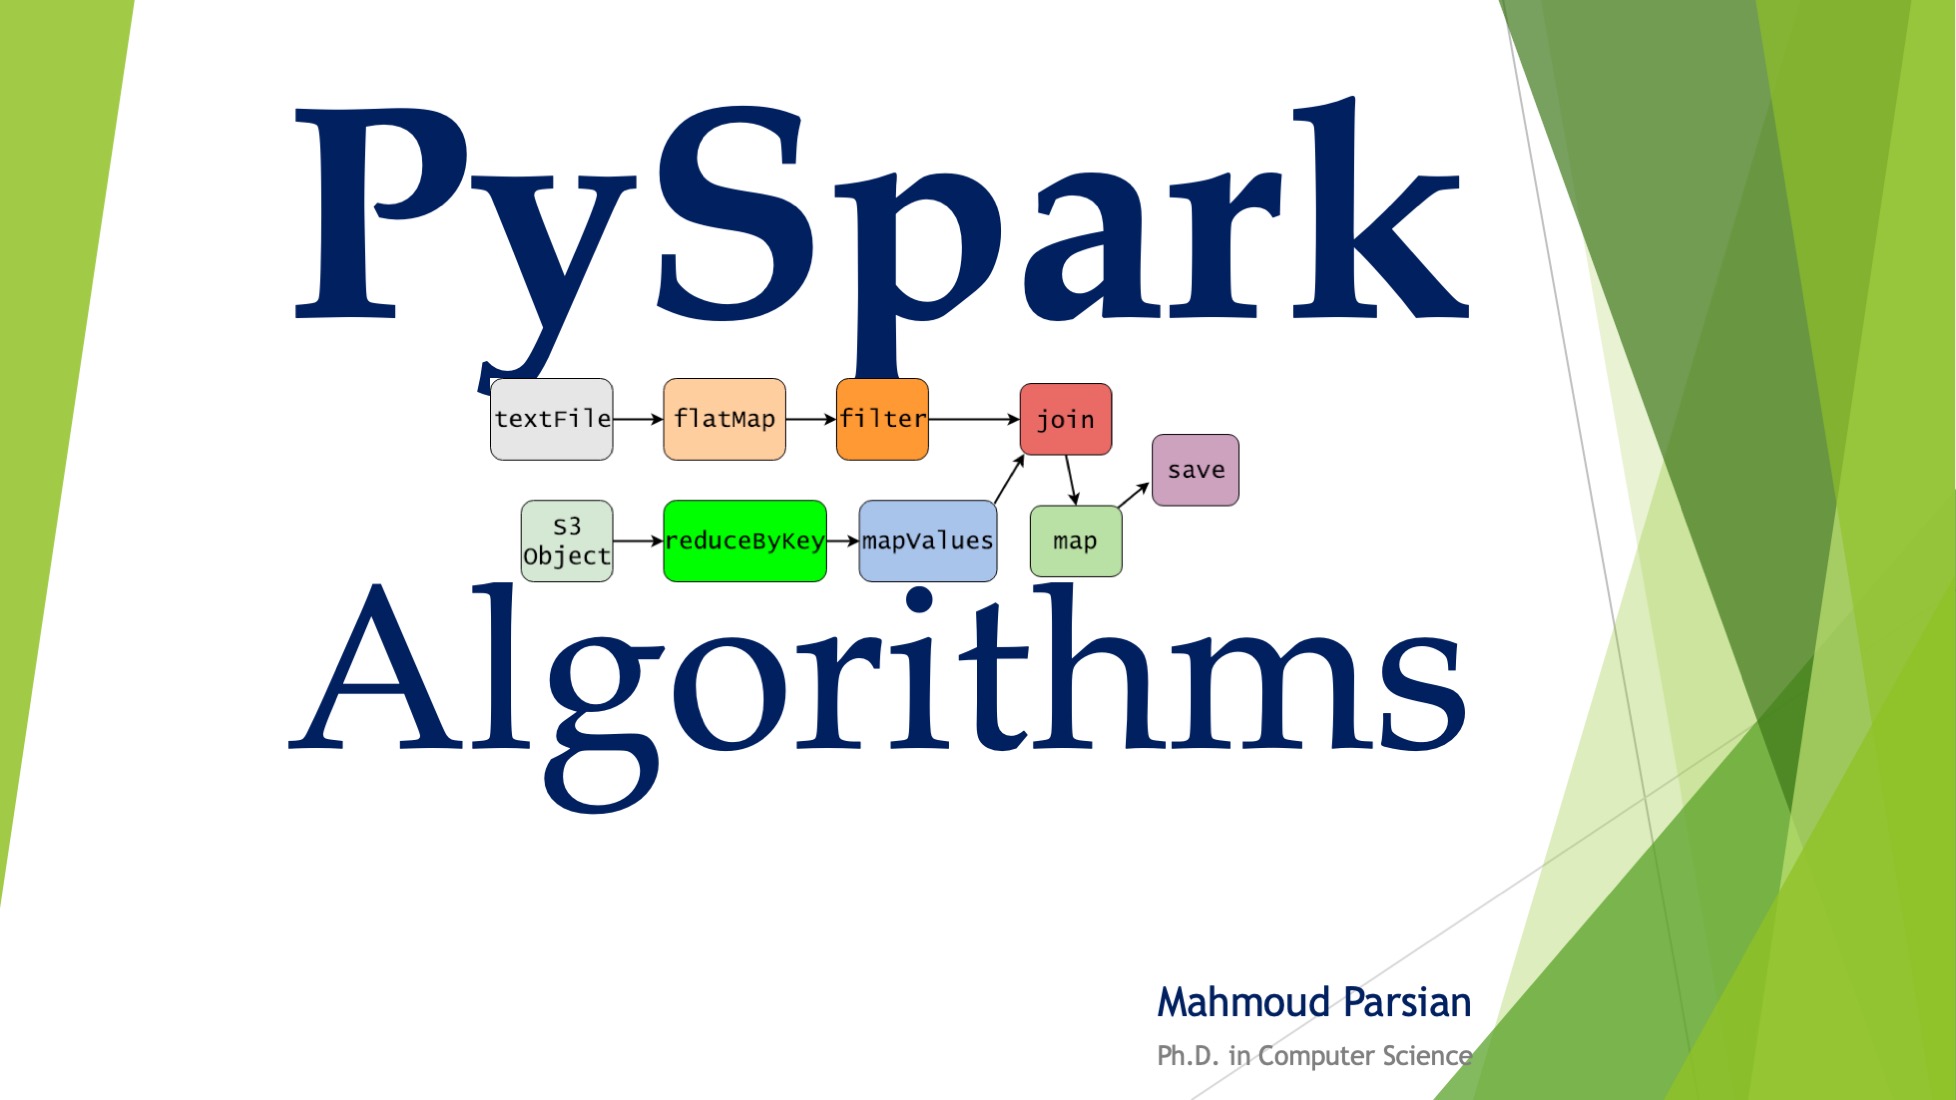 PySpark
textFile
flatMap
filter
join
save
S3
Object
reduceByKey
mapValues
map
Algorithms
Mahmoud Parsian
Ph.D. in Computer Science